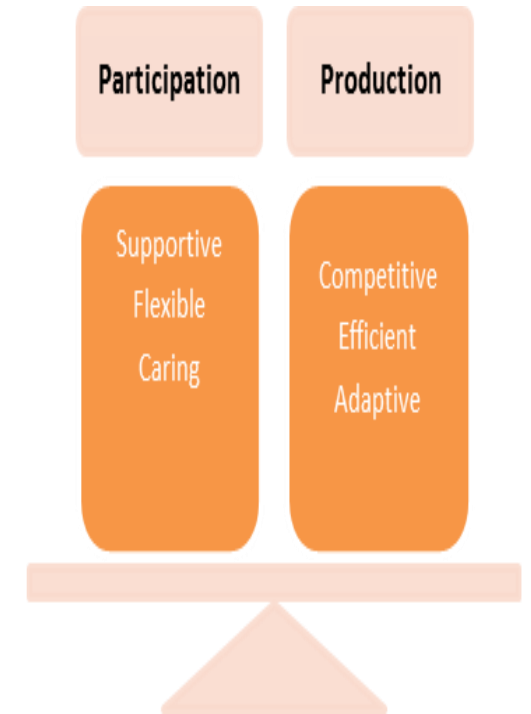 Participation
Production
Supportive
Flexible
Caring
Competitive
Efficient
Adaptive